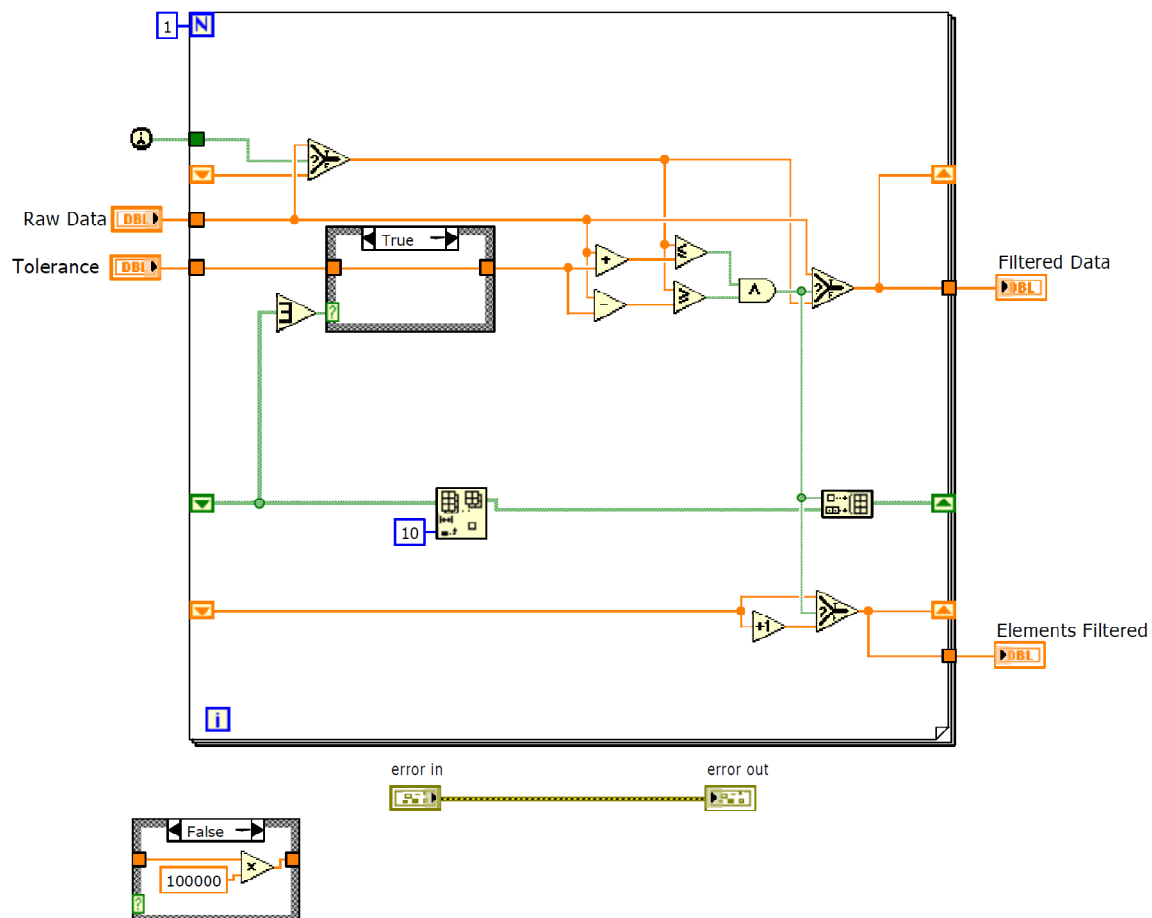 1 N
Raw Data DBL
True
Tolerance DBL
Filtered Data
DBL
10
+1
Elements Filtered
DBL
i
error in error out
False
100000